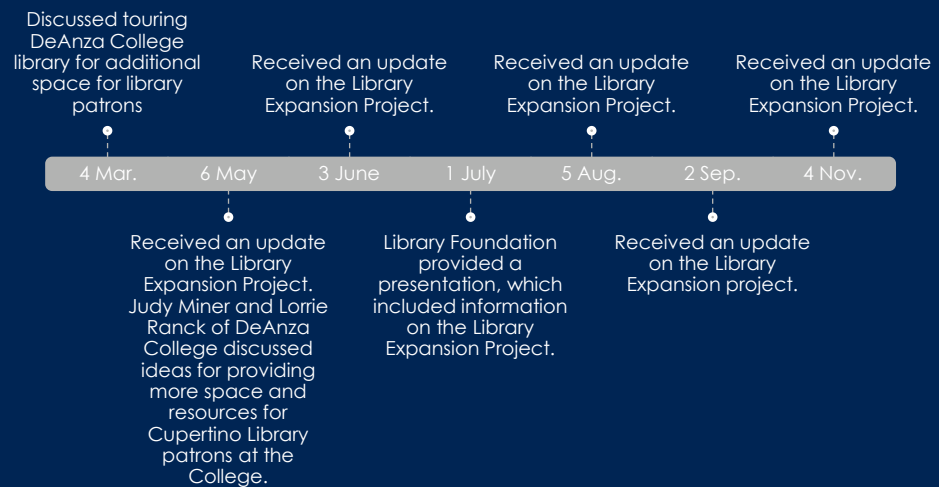 Discussed touring
DeAnza College
library for additional
space for library
patrons
Received an update
on the Library
Expansion Project.
Received an update
on the Library
Expansion Project.
Received an update
on the Library
Expansion Project.
4 Mar.
6 May
3 June
1 July
5 Aug.
2 Sep.
4 Nov.
Received an update
on the Library
Expansion Project.
Judy Miner and Lorrie
Ranck of DeAnza
College discussed
ideas for providing
more space and
resources for
Cupertino Library
patrons at the
College.
Library Foundation
provided a
presentation, which
included information
on the Library
Expansion Project.
Received an update
on the Library
Expansion project.